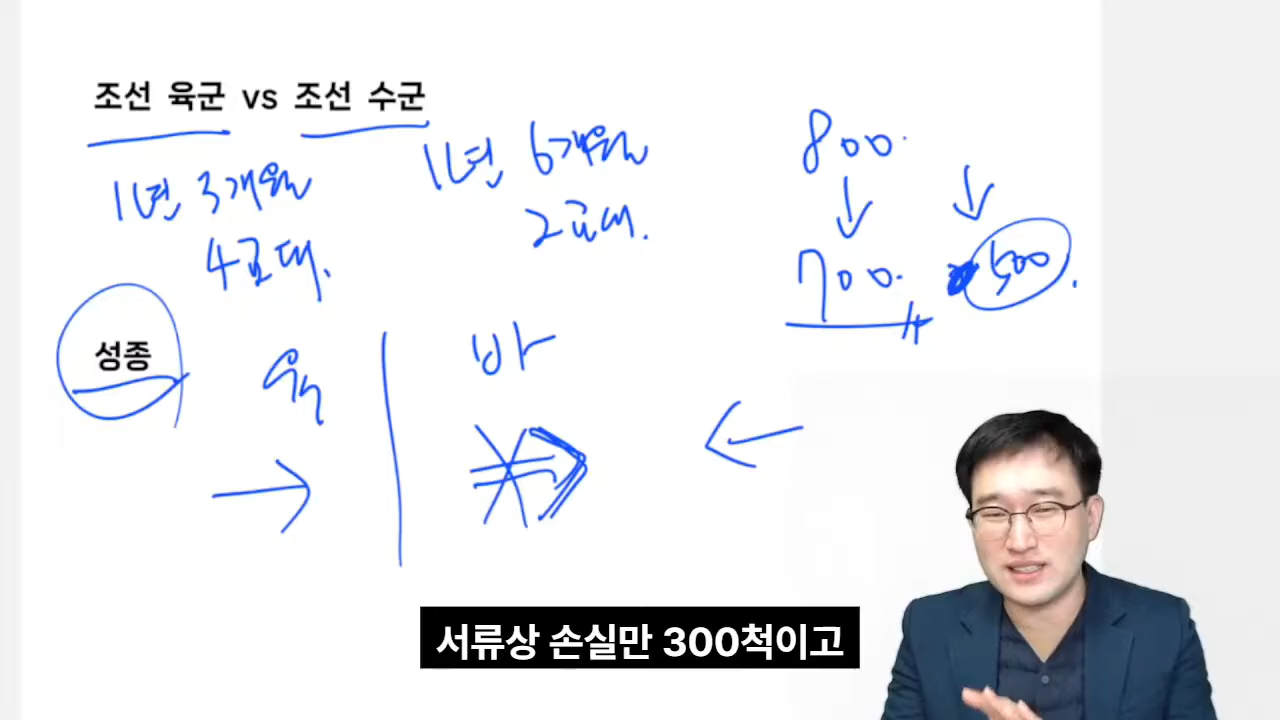 조선 육군 vs 조선 수군
1년 3개월
4교대.
1년 6개월
2교대.
800.
700.
500.
성종
육
바
서류상 손실만 300척이고